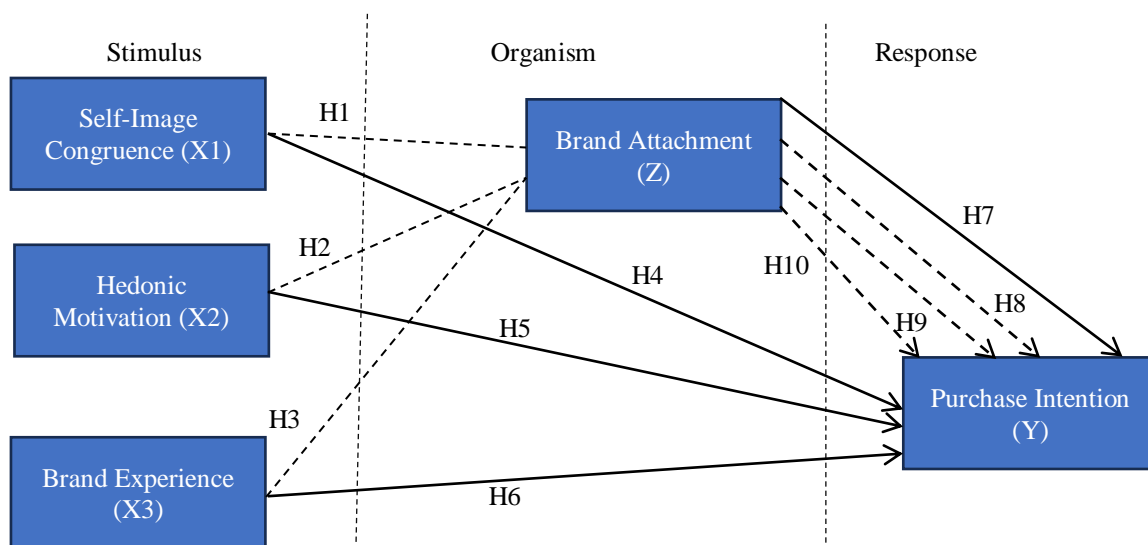 Stimulus
Organism
Response
Self-Image
Congruence (X1)
H1
Brand Attachment
(Z)
H7
H2
Hedonic
Motivation (X2)
H10
H4
H8
H5
H9
Purchase Intention
(Y)
H3
Brand Experience
(X3)
H6